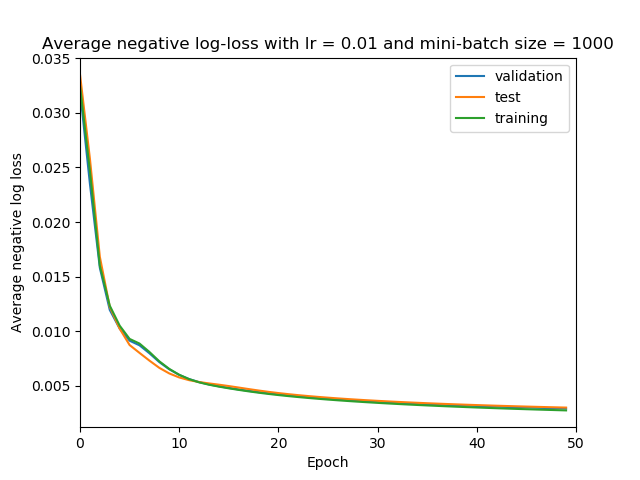 Average negative log-loss with lr = 0.01 and mini-batch size = 1000
0.035
0.030
0.025
0.020
0.015
0.010
0.005
Average negative log loss
validation
test
training
0 10 20 30 40 50
Epoch